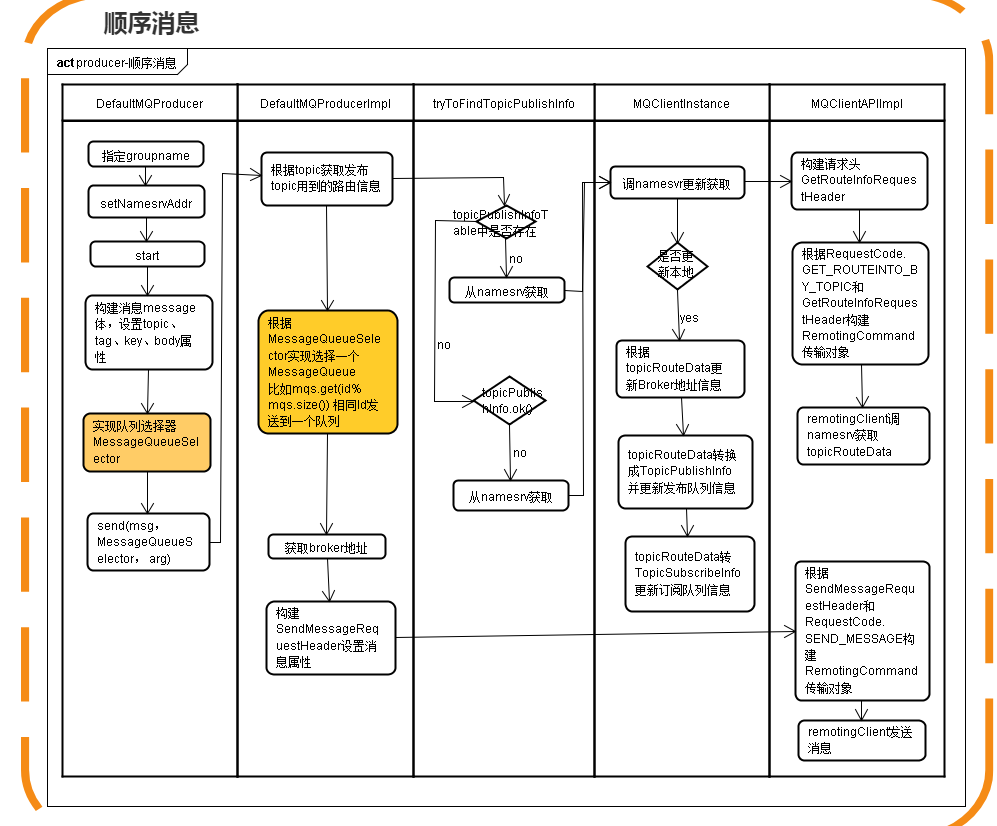 顺序消息
act producer-顺序消息
DefaultMQProducer
DefaultMQProducerImpl
tryToFindTopicPublishInfo
MQClientInstance
MQClientAPIImpl
指定groupname
setNamesrvAddr
start
构建消息message
体，设置topic、
tag、key、body属
性
实现队列选择器
MessageQueueSel
ector
send(msg，
MessageQueueS
elector， arg)
根据topic获取发布
topic用到的路由信息
根据
MessageQueueSele
ctor实现选择一个
MessageQueue
比如mqs.get(id%
mqs.size()) 相同Id发
送到一个队列
获取broker地址
构建
SendMessageReq
uestHeader设置消
息属性
topicPublishInfoT
able中是否存在
no
从namesrv获取
no
topicPublis
hInfo.ok()
no
从namesrv获取
调namesvr更新获取
是否更
新本地
yes
根据
topicRouteData更
新Broker地址信息
topicRouteData转换
成TopicPublishInfo
并更新发布队列信息
topicRouteData转
TopicSubscribeInfo
更新订阅队列信息
构建请求头
GetRouteInfoReques
tHeader
根据RequestCode.
GET_ROUTEINTO_B
Y_TOPIC和
GetRouteInfoRequest
tHeader构建
RemotingCommand
传输对象
remotingClient调
namesrv获取
topicRouteData
根据
SendMessageRequ
estHeader和
RequestCode.
SEND_MESSAGE构
建
RemotingCommand
传输对象
remotingClient发送
消息